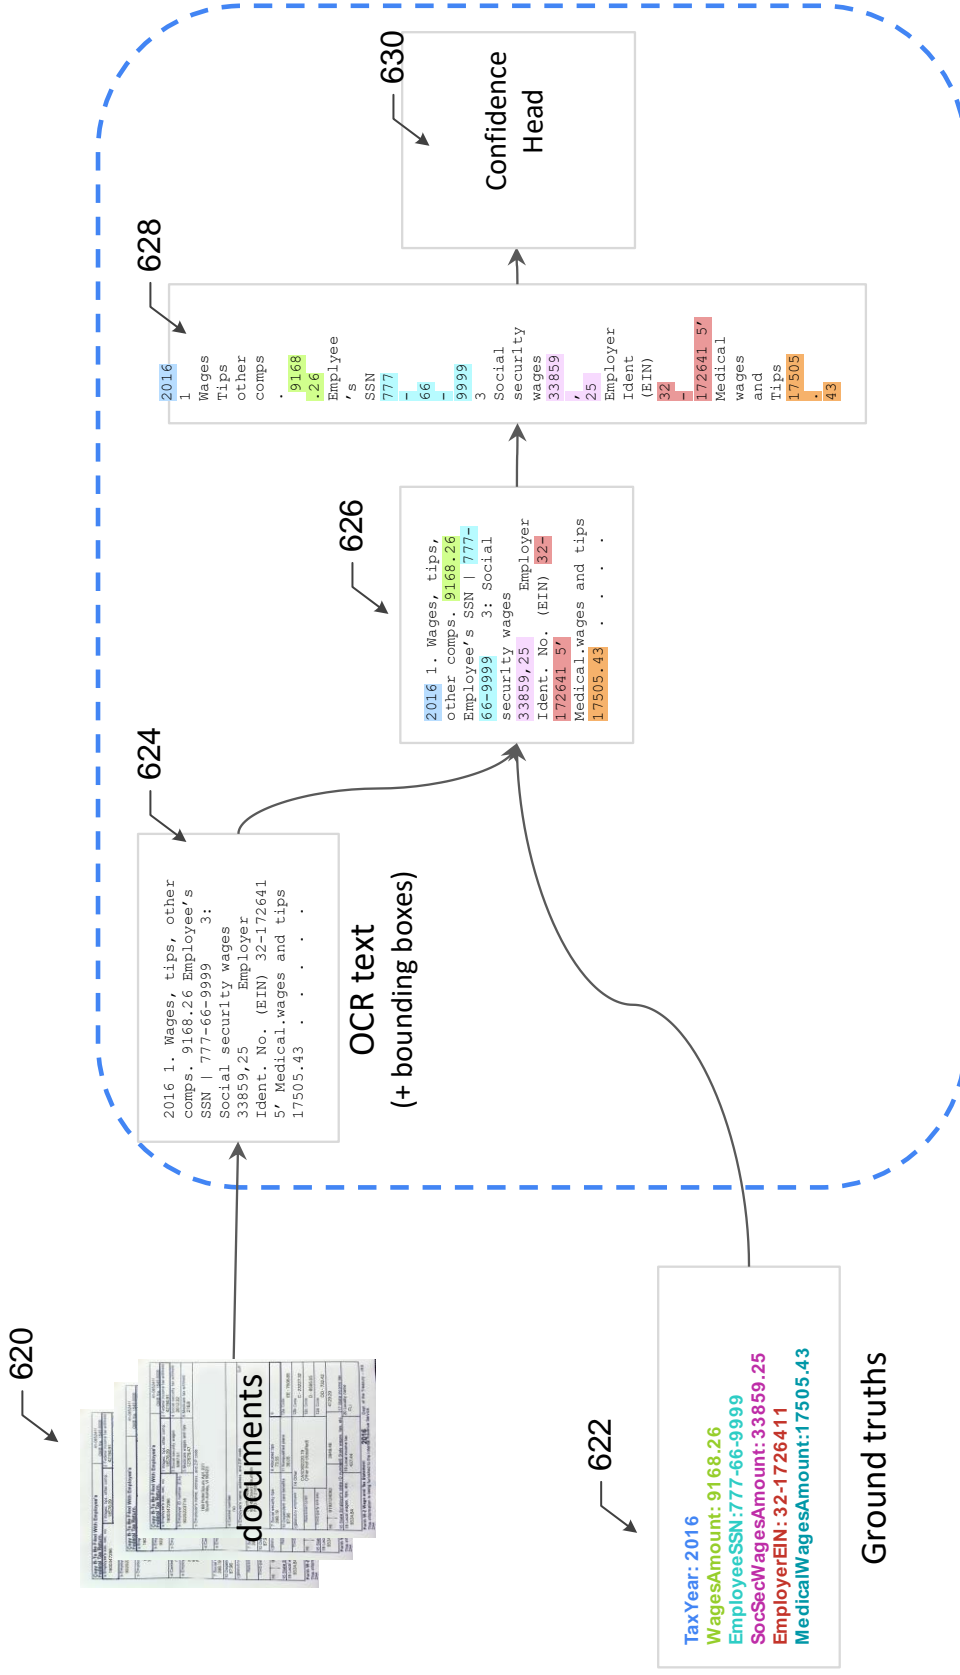 620
documents
622
TaxYear: 2016
WagesAmount: 9168.26
EmployeeSSN:777-66-9999
SocSecWagesAmount:33859.25
EmployerEIN: 32-1726411
MedicalWagesAmount:17505.43
Ground truths
624
2016 1. Wages, tips, other
comps. 9168.26 Employee's
SSN | 777-66-9999 3:
Social security wages
33859,25 Employer
Ident. No. (EIN) 32-172641
5' Medical.wages and tips
17505.43 . . . . . .
OCR text
(+ bounding boxes)
626
2016 1. Wages, tips,
other comps. 9168.26
Employee's SSN | 777-
66-9999 3: Social
security wages
33859,25 Employer
Ident. No. (EIN) 32-
172641 5'
Medical.wages and tips
17505.43 . . . . .
628
2016
1
Wages
Tips
other
comps
. 9168
.26
Emplyee
's
SSN
777
-
66
-
9999
3
Social
security
wages
33859
,
25
Employer
Ident
(EIN)
32
-
172641 5'
Medical
wages
and
Tips
17505
.
43
630
Confidence
Head